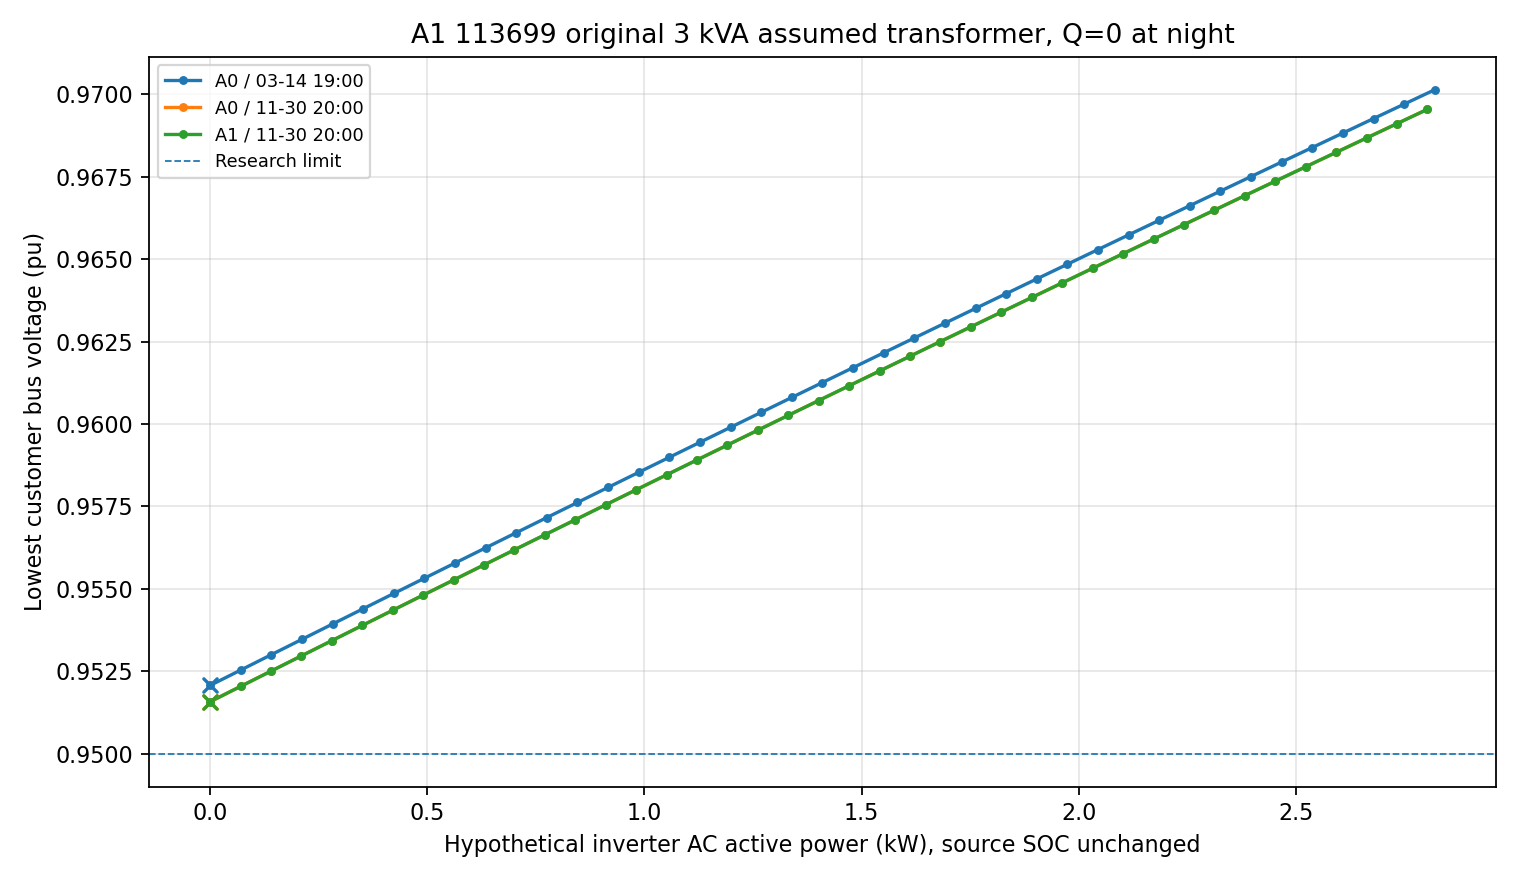 A1 113699 original 3 kVA assumed transformer, Q=0 at night
A0 / 03-14 19:00
A0 / 11-30 20:00
A1 / 11-30 20:00
Research limit
Lowest customer bus voltage (pu)
0.9700
0.9675
0.9650
0.9625
0.9600
0.9575
0.9550
0.9525
0.9500
0.0
0.5
1.0
1.5
2.0
2.5
Hypothetical inverter AC active power (kW), source SOC unchanged